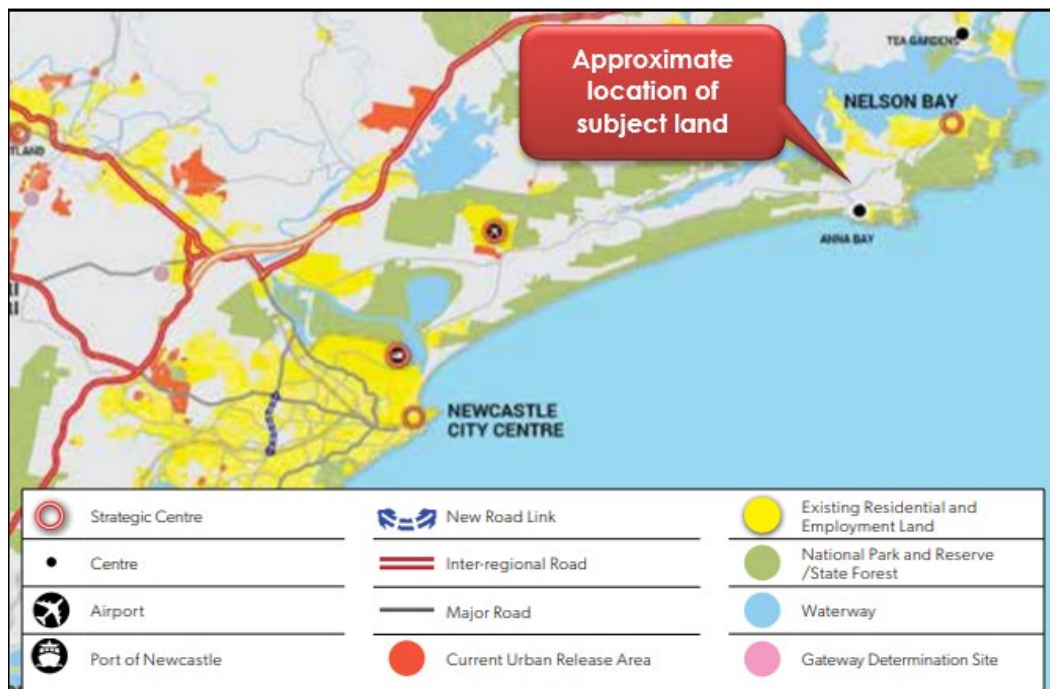 TEA GARDENS
Approximate
location of
subject land
NELSON BAY
TLAND
ANNA BAY
NEWCASTLE
CITY CENTRE
Strategic Centre
New Road Link
Existing Residential and
Employment Land
Centre
Inter-regional Road
National Park and Reserve
/State Forest
Airport
Major Road
Waterway
Port of Newcastle
Current Urban Release Area
Gateway Determination Site